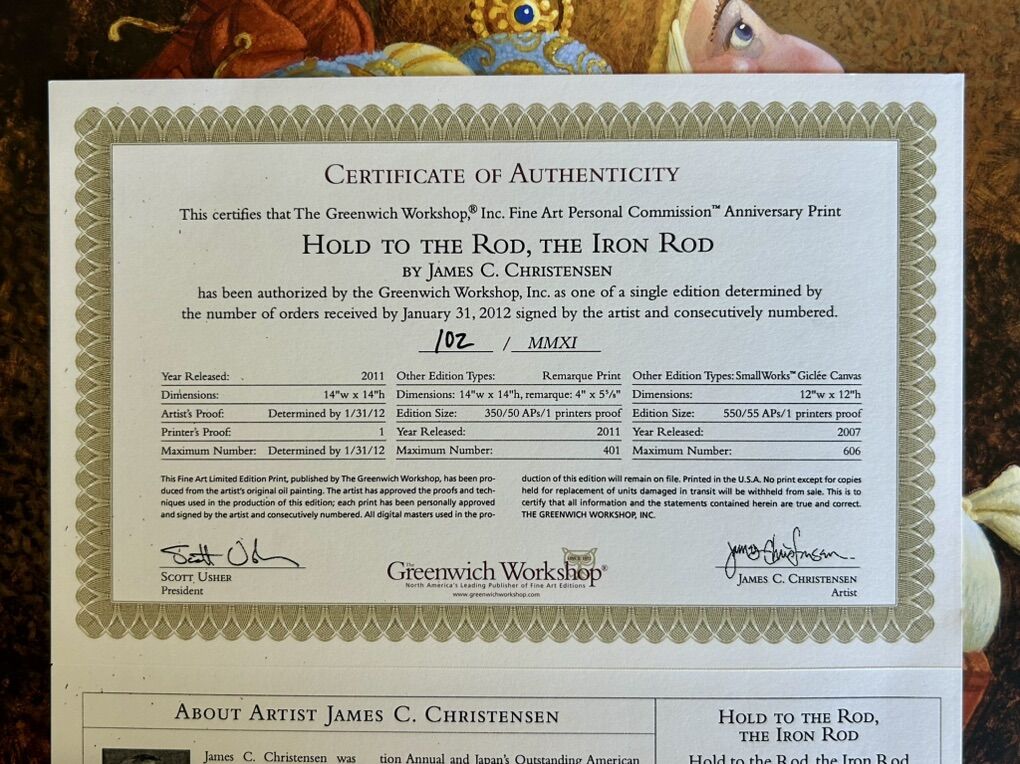 CERTIFICATE OF AUTHENTICITY
This certifies that The Greenwich Workshop,® Inc. Fine Art Personal Commission™ Anniversary Print
HOLD TO THE ROD, THE IRON ROD
BY JAMES C. CHRISTENSEN
has been authorized by the Greenwich Workshop, Inc. as one of a single edition determined by
the number of orders received by January 31, 2012 signed by the artist and consecutively numbered.
102 / MMXI
Year Released: 2011
Dimensions: 14"w x 14"h
Artist's Proof: Determined by 1/31/12
Printer's Proof: 1
Maximum Number: Determined by 1/31/12
Other Edition Types: Remarque Print
Dimensions: 14"w x 14"h, remarque: 4" x 5⅝"
Edition Size: 350/50 APs/1 printers proof
Year Released: 2011
Maximum Number: 401
Other Edition Types: SmallWorks™ Giclée Canvas
Dimensions: 12"w x 12"h
Edition Size: 550/55 APs/1 printers proof
Year Released: 2007
Maximum Number: 606
This Fine Art Limited Edition Print, published by The Greenwich Workshop, has been pro-
duced from the artist's original oil painting. The artist has approved the proofs and tech-
niques used in the production of this edition; each print has been personally approved
and signed by the artist and consecutively numbered. All digital masters used in the pro-
duction of this edition will remain on file. Printed in the U.S.A. No print except for copies
held for replacement of units damaged in transit will be withheld from sale. This is to
certify that all information and the statements contained herein are true and correct.
THE GREENWICH WORKSHOP, INC.
SCOTT USHER
President
The Greenwich Workshop®
North America's Leading Publisher of Fine Art Editions
www.greenwichworkshop.com
James Christensen
JAMES C. CHRISTENSEN
Artist
ABOUT ARTIST JAMES C. CHRISTENSEN
James C. Christensen was
tion Annual and Japan's Outstanding American
HOLD TO THE ROD,
THE IRON ROD
Hold to the Rod, the Iron Rod